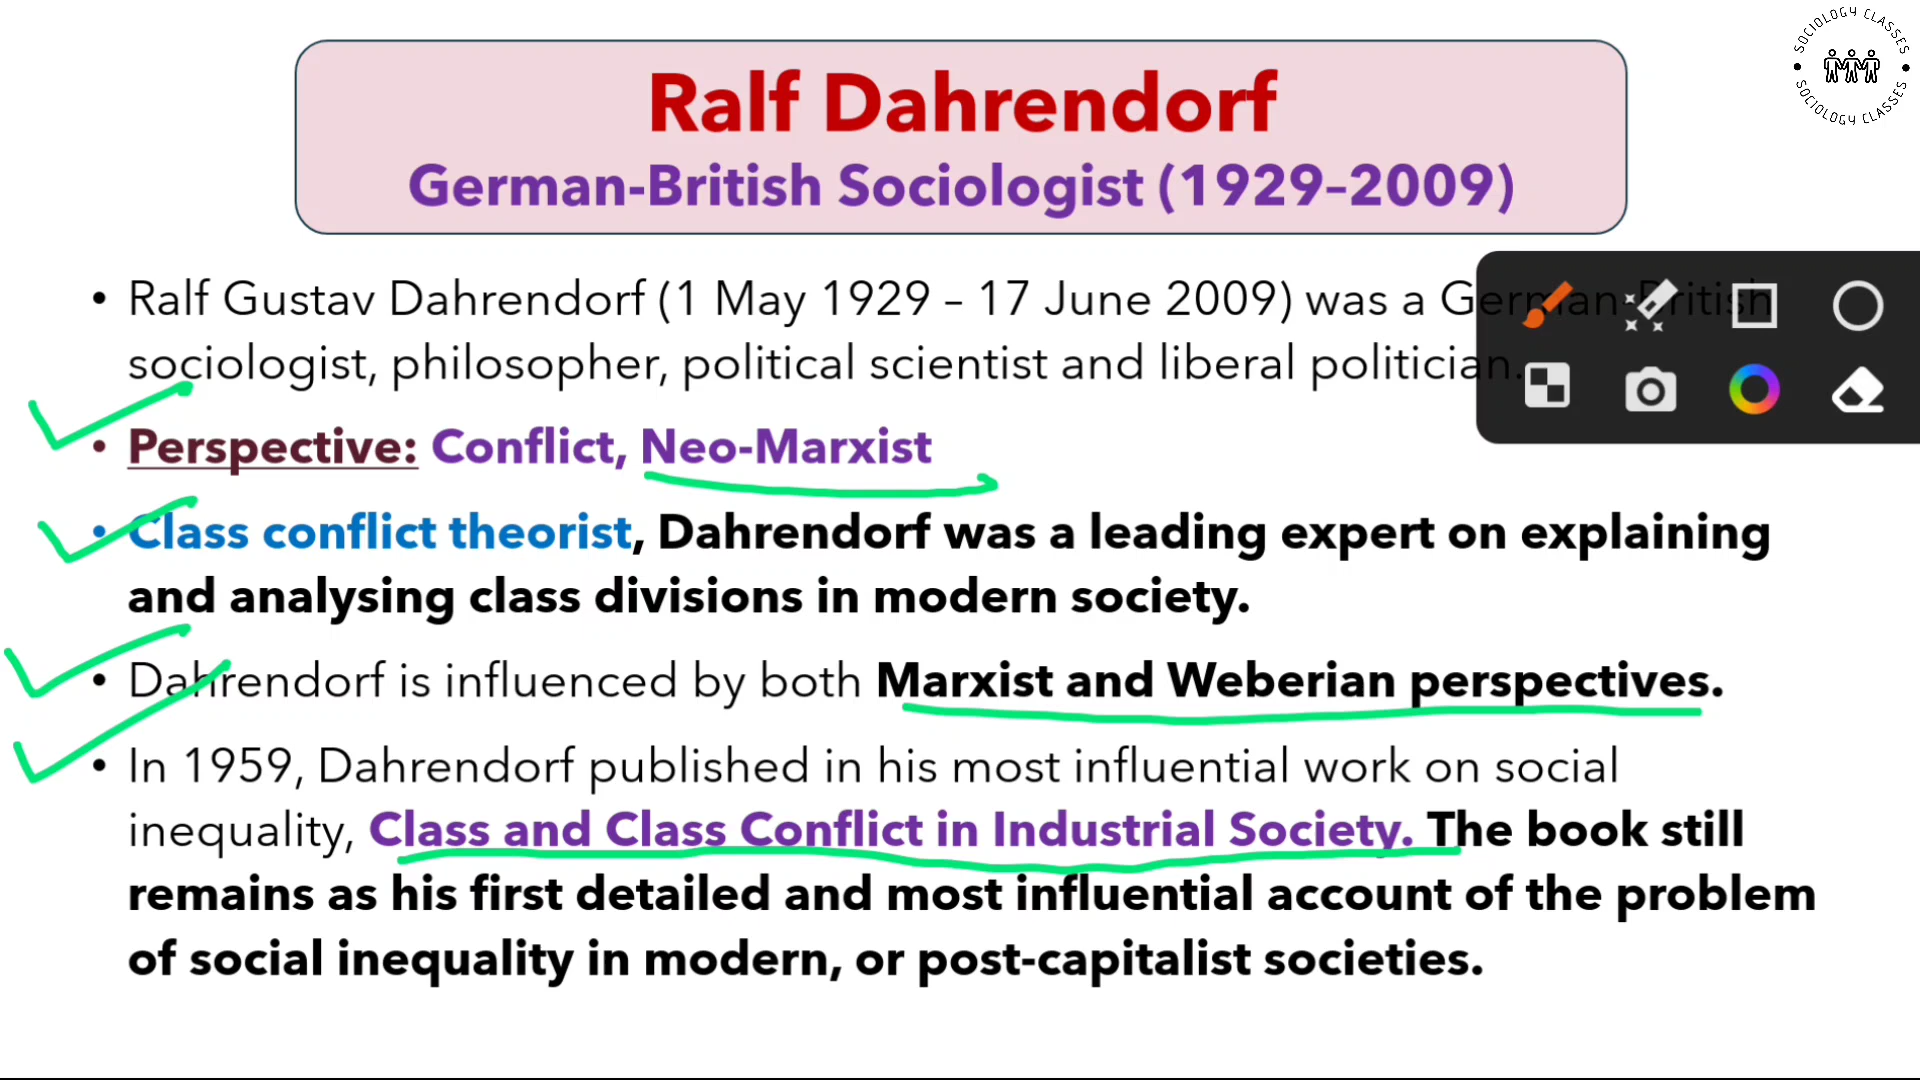 SOCIOLOGY CLASSES
SOCIOLOGY CLASSES
Ralf Dahrendorf
German-British Sociologist (1929–2009)
• Ralf Gustav Dahrendorf (1 May 1929 – 17 June 2009) was a German-British
sociologist, philosopher, political scientist and liberal politician.
• Perspective: Conflict, Neo-Marxist
• Class conflict theorist, Dahrendorf was a leading expert on explaining
and analysing class divisions in modern society.
• Dahrendorf is influenced by both Marxist and Weberian perspectives.
• In 1959, Dahrendorf published in his most influential work on social
inequality, Class and Class Conflict in Industrial Society. The book still
remains as his first detailed and most influential account of the problem
of social inequality in modern, or post-capitalist societies.